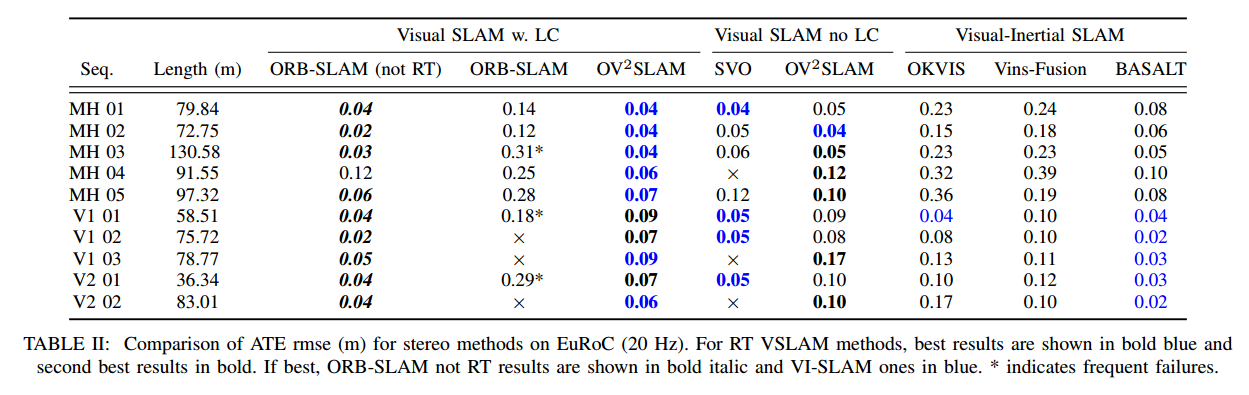 Visual SLAM w. LC Visual SLAM no LC Visual-Inertial SLAM
Seq. Length (m) ORB-SLAM (not RT) ORB-SLAM OV²SLAM SVO OV²SLAM OKVIS Vins-Fusion BASALT
MH 01 79.84 0.04 0.14 0.04 0.04 0.05 0.23 0.24 0.08
MH 02 72.75 0.02 0.12 0.04 0.05 0.04 0.15 0.18 0.06
MH 03 130.58 0.03 0.31* 0.04 0.06 0.05 0.23 0.23 0.05
MH 04 91.55 0.12 0.25 0.06 × 0.12 0.32 0.39 0.10
MH 05 97.32 0.06 0.28 0.07 0.12 0.10 0.36 0.19 0.08
V1 01 58.51 0.04 0.18* 0.09 0.05 0.09 0.04 0.10 0.04
V1 02 75.72 0.02 × 0.07 0.05 0.08 0.08 0.10 0.02
V1 03 78.77 0.05 × 0.09 × 0.17 0.13 0.11 0.03
V2 01 36.34 0.04 0.29* 0.07 0.05 0.10 0.10 0.12 0.03
V2 02 83.01 0.04 × 0.06 × 0.10 0.17 0.10 0.02
TABLE II: Comparison of ATE rmse (m) for stereo methods on EuRoC (20 Hz). For RT VSLAM methods, best results are shown in bold blue and
second best results in bold. If best, ORB-SLAM not RT results are shown in bold italic and VI-SLAM ones in blue. * indicates frequent failures.